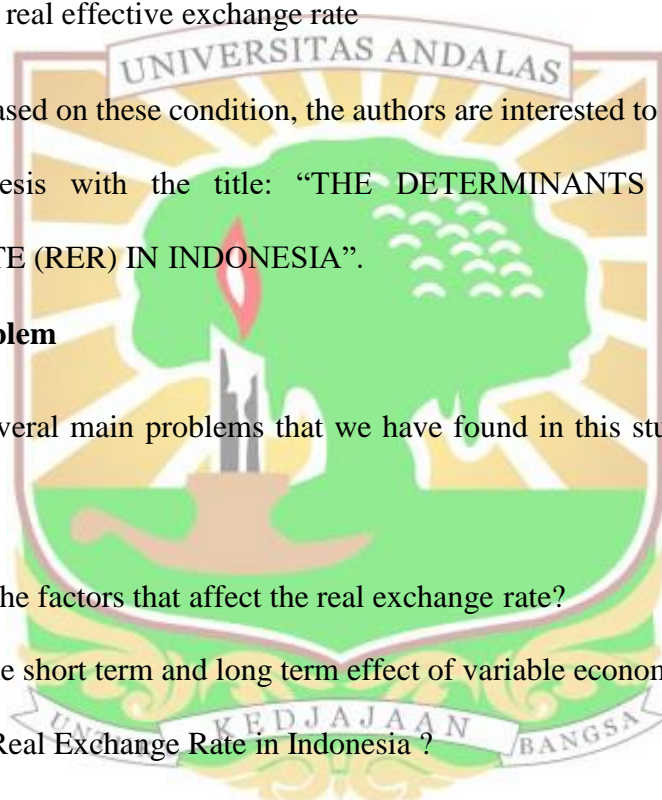 real effective exchange rate
UNIVERSITAS ANDALAS
ased on these condition, the authors are interested to
esis with the title: “THE DETERMINANTS
TE (RER) IN INDONESIA”.
blem
veral main problems that we have found in this stu
he factors that affect the real exchange rate?
e short term and long term effect of variable econom
UNTUK KEDJAJAAN BANGSA
Real Exchange Rate in Indonesia ?